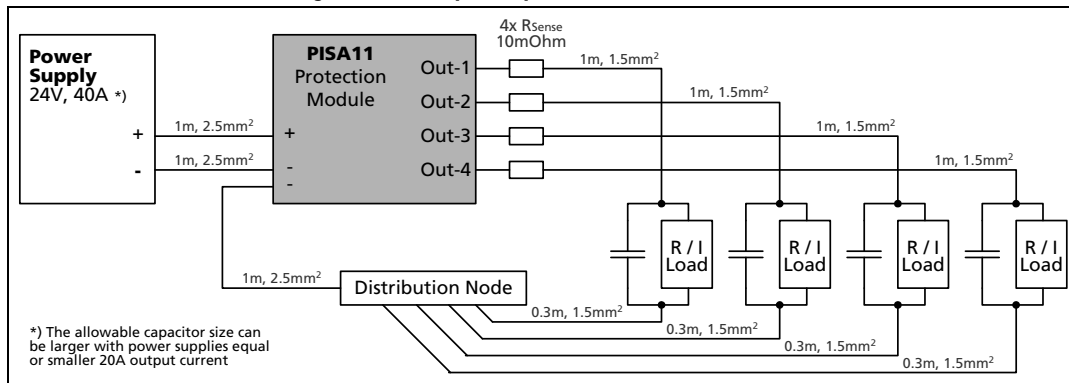 4x RSense
10mOhm
Power
Supply
24V, 40A *)
+
-
PISA11
Protection
Module
+
-
-
Out-1
Out-2
Out-3
Out-4
1m, 1.5mm²
1m, 1.5mm²
1m, 1.5mm²
1m, 1.5mm²
1m, 2.5mm²
1m, 2.5mm²
R / I
Load
R / I
Load
R / I
Load
R / I
Load
1m, 2.5mm²
Distribution Node
0.3m, 1.5mm²
0.3m, 1.5mm²
0.3m, 1.5mm²
0.3m, 1.5mm²
*) The allowable capacitor size can
be larger with power supplies equal
or smaller 20A output current